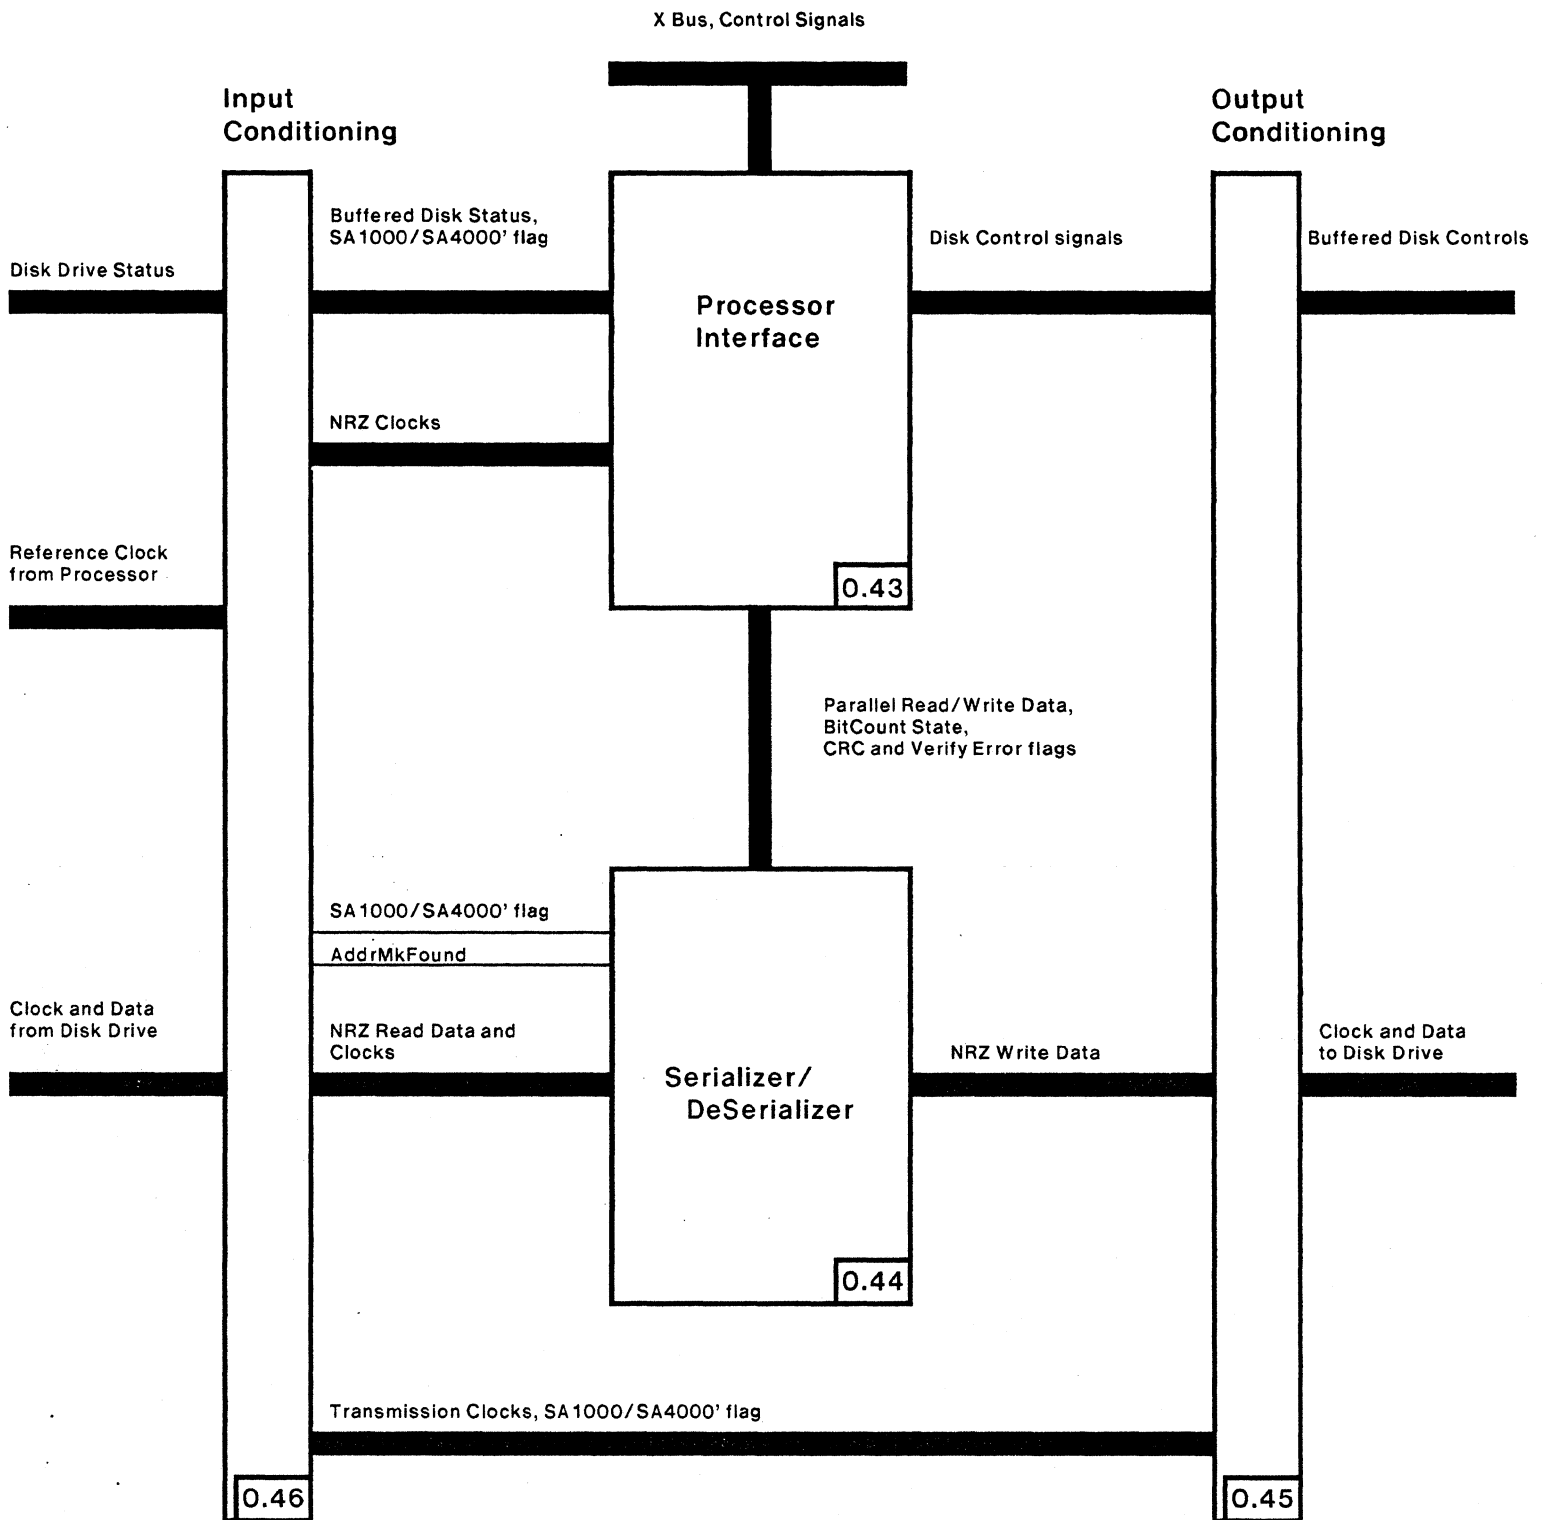 X Bus, Control Signals
Input
Conditioning
Output
Conditioning
Buffered Disk Status,
SA1000/SA4000' flag
Disk Control signals
Buffered Disk Controls
Disk Drive Status
Processor
Interface
NRZ Clocks
Reference Clock
from Processor
0.43
Parallel Read/Write Data,
BitCount State,
CRC and Verify Error flags
SA1000/SA4000' flag
AddrMkFound
Clock and Data
from Disk Drive
NRZ Read Data and
Clocks
NRZ Write Data
Clock and Data
to Disk Drive
Serializer/
DeSerializer
0.44
Transmission Clocks, SA1000/SA4000' flag
0.46
0.45